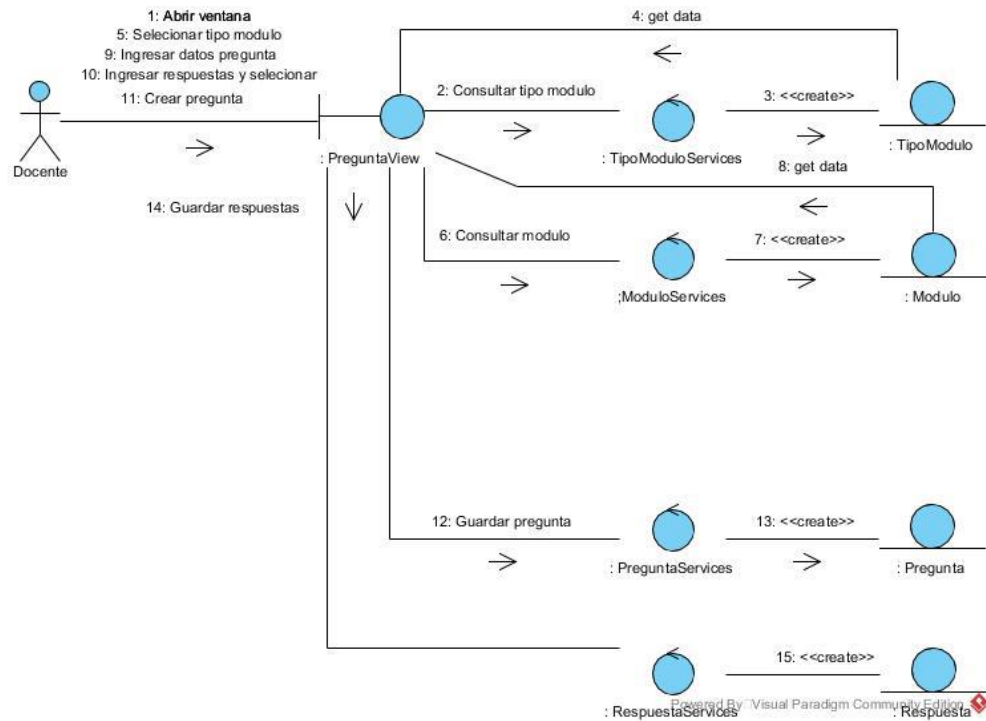 1: Abrir ventana
5: Selecionar tipo modulo
9: Ingresar datos pregunta
10: Ingresar respuestas y selecionar
11: Crear pregunta
4: get data
2: Consultar tipo modulo
3: <<create>>
Docente
: PreguntaView
: TipoModuloServices
: TipoModulo
8: get data
14: Guardar respuestas
6: Consultar modulo
7: <<create>>
;ModuloServices
: Modulo
12: Guardar pregunta
13: <<create>>
: PreguntaServices
: Pregunta
15: <<create>>
Powered By Visual Paradigm Community Edition
: RespuestaServices
: Respuesta